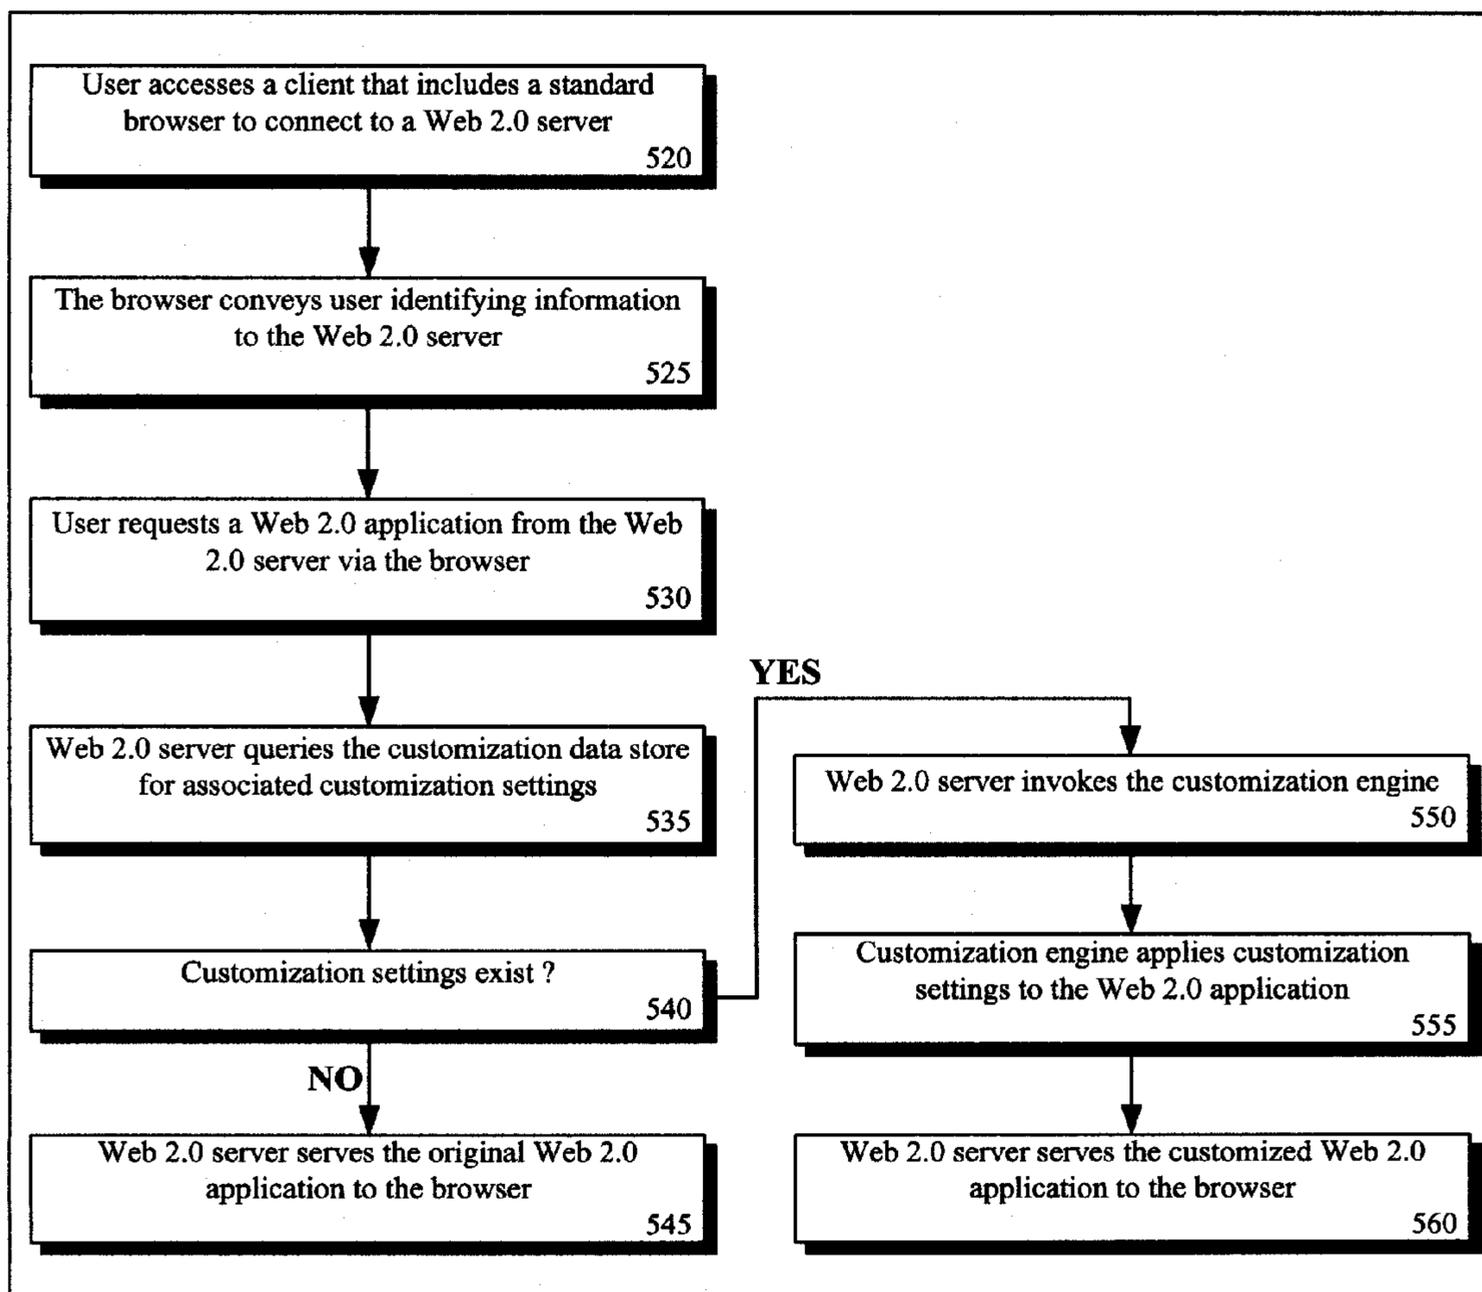 User accesses a client that includes a standard
browser to connect to a Web 2.0 server
520
The browser conveys user identifying information
to the Web 2.0 server
525
User requests a Web 2.0 application from the Web
2.0 server via the browser
530
Web 2.0 server queries the customization data store
for associated customization settings
535
Customization settings exist ?
540
NO
Web 2.0 server serves the original Web 2.0
application to the browser
545
YES
Web 2.0 server invokes the customization engine
550
Customization engine applies customization
settings to the Web 2.0 application
555
Web 2.0 server serves the customized Web 2.0
application to the browser
560